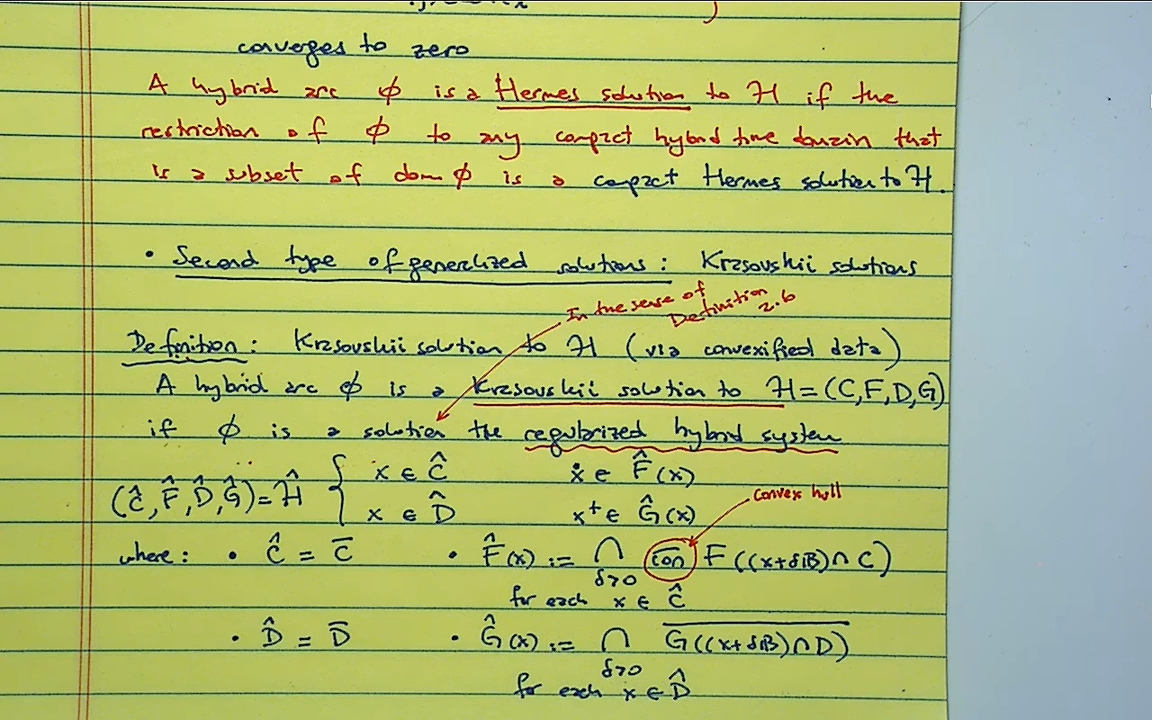 converges to zero
A hybrid arc ϕ is a Hermes solution to H if the
restriction of ϕ to any compact hybrid time domain that
is a subset of dom ϕ is a compact Hermes solution to H.
• Second type of generalized solutions: Krasovskii solutions
In the sense of
Definition 2.6
Definition: Krasovskii solution to H (via convexified data)
A hybrid arc ϕ is a Krasovskii solution to H = (C, F, D, G)
if ϕ is a solution the regularized hybrid system
(Ĉ, F̂, D̂, Ĝ) = Ĥ { x ∈ Ĉ ẋ ∈ F̂(x)
x ∈ D̂ x⁺ ∈ Ĝ(x)
convex hull
where: • Ĉ = C̅ • F̂(x) := ∩ c̅o̅n̅ F((x+δB)∩C)
δ>0
for each x ∈ Ĉ
• D̂ = D̅ • Ĝ(x) := ∩ \overline{G((x+δB)∩D)}
δ>0
for each x ∈ D̂